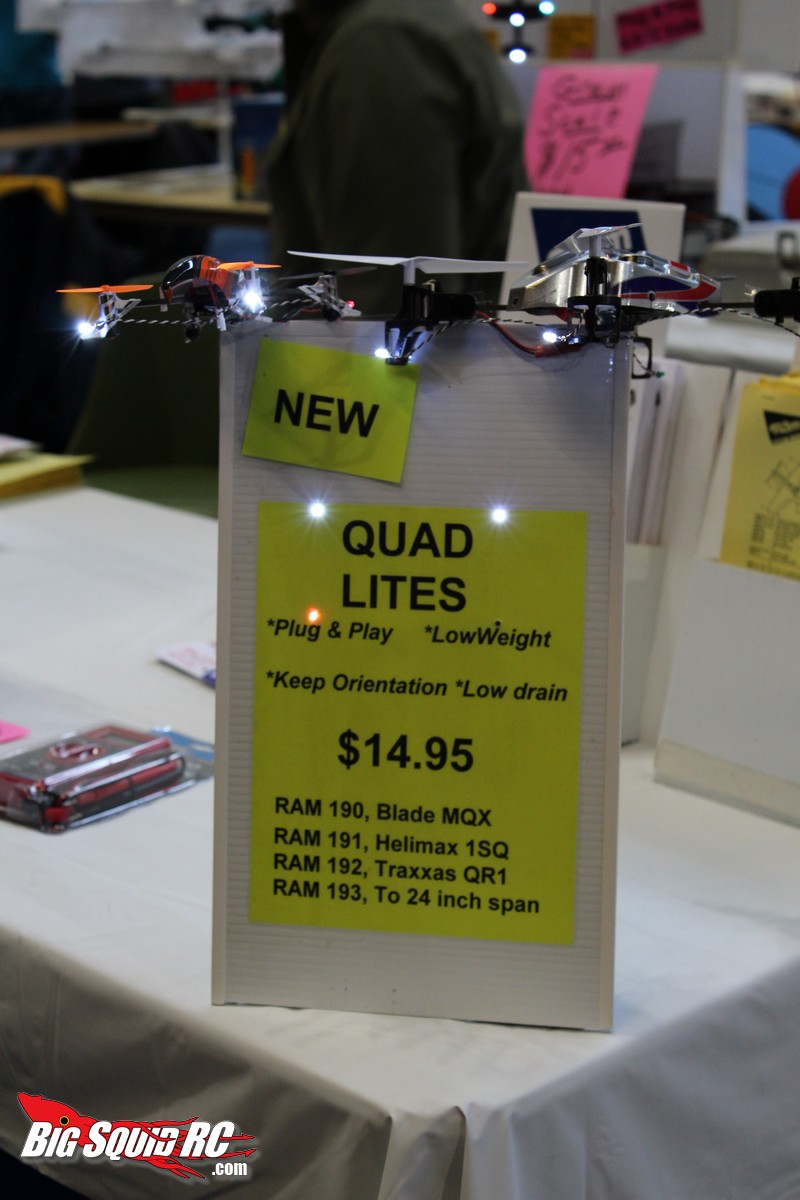 NEW
QUAD
LITES
*Plug & Play *LowWeight
*Keep Orientation *Low drain
$14.95
RAM 190, Blade MQX
RAM 191, Helimax 1SQ
RAM 192, Traxxas QR1
RAM 193, To 24 inch span
BIG SQUID RC
.com